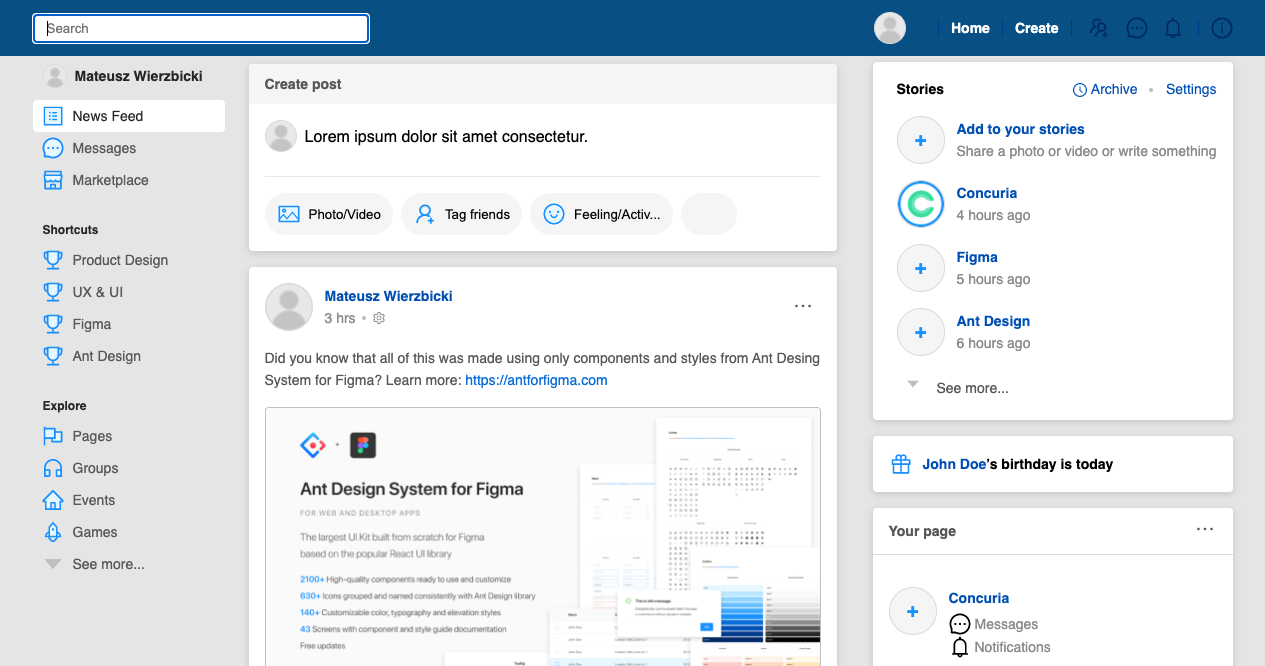 Search
Home
Create
Mateusz Wierzbicki
News Feed
Messages
Marketplace
Shortcuts
Product Design
UX & UI
Figma
Ant Design
Explore
Pages
Groups
Events
Games
See more...
Create post
Lorem ipsum dolor sit amet consectetur.
Photo/Video
Tag friends
Feeling/Activ...
Mateusz Wierzbicki
3 hrs
Did you know that all of this was made using only components and styles from Ant Desing
System for Figma? Learn more: https://antforfigma.com
Ant Design System for Figma
FOR WEB AND DESKTOP APPS
The largest UI Kit built from scratch for Figma
based on the popular React UI library
2100+ High-quality components ready to use and customize
630+ Icons grouped and named consistently with Ant Design library
140+ Customizable color, typography and elevation styles
43 Screens with component and style guide documentation
Free updates
Stories
Archive • Settings
Add to your stories
Share a photo or video or write something
Concuria
4 hours ago
Figma
5 hours ago
Ant Design
6 hours ago
See more...
John Doe's birthday is today
Your page
Concuria
Messages
Notifications